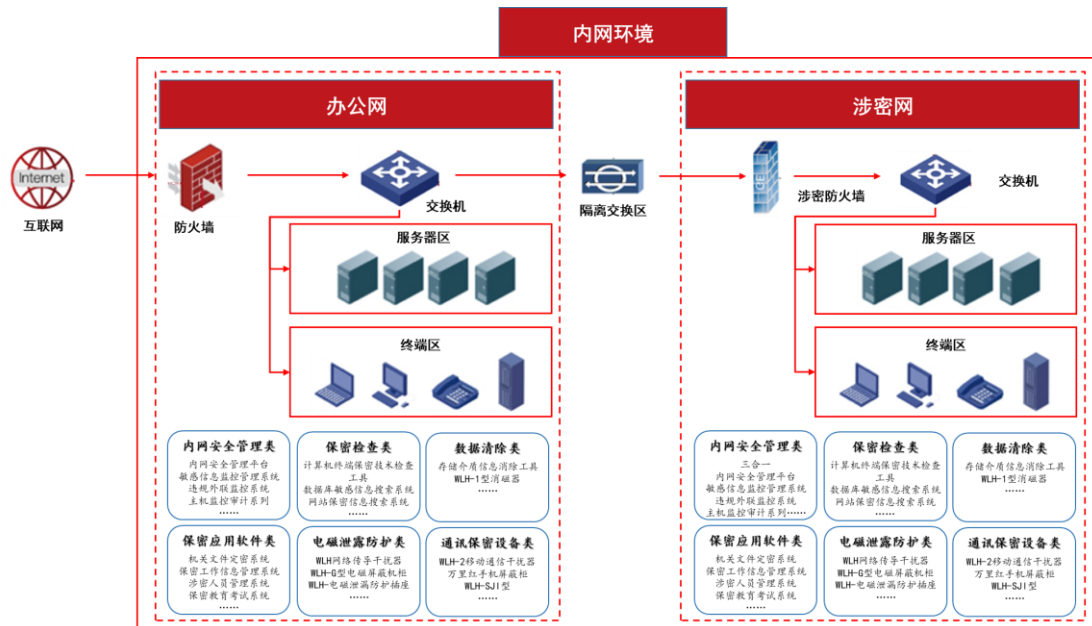 内网环境
办公网
涉密网
Internet
互联网
防火墙
交换机
隔离交换区
涉密防火墙
交换机
服务器区
终端区
服务器区
终端区
内网安全管理类
内网安全管理平台
敏感信息监控管理系统
违规外联监控系统
主机监控审计系列
……
保密检查类
计算机终端保密技术检查
工具
数据库敏感信息搜索系统
网站保密信息搜索系统
……
数据清除类
存储介质信息消除工具
WLH-1型消磁器
……
保密应用软件类
机关文件定密系统
保密工作信息管理系统
涉密人员管理系统
保密教育考试系统
……
电磁泄露防护类
WLH网络传导干扰器
WLH-G型电磁屏蔽机柜
WLH-电磁泄漏防护插座
……
通讯保密设备类
WLH-2移动通信干扰器
万里红手机屏蔽柜
WLH-SJI型
……
内网安全管理类
三合一
内网安全管理平台
敏感信息监控管理系统
违规外联监控系统
主机监控审计系列……
保密检查类
计算机终端保密技术检查
工具
数据库敏感信息搜索系统
网站保密信息搜索系统
……
数据清除类
存储介质信息消除工具
WLH-1型消磁器
……
保密应用软件类
机关文件定密系统
保密工作信息管理系统
涉密人员管理系统
保密教育考试系统
……
电磁泄露防护类
WLH网络传导干扰器
WLH-G型电磁屏蔽机柜
WLH-电磁泄漏防护插座
……
通讯保密设备类
WLH-2移动通信干扰器
万里红手机屏蔽柜
WLH-SJI型
……